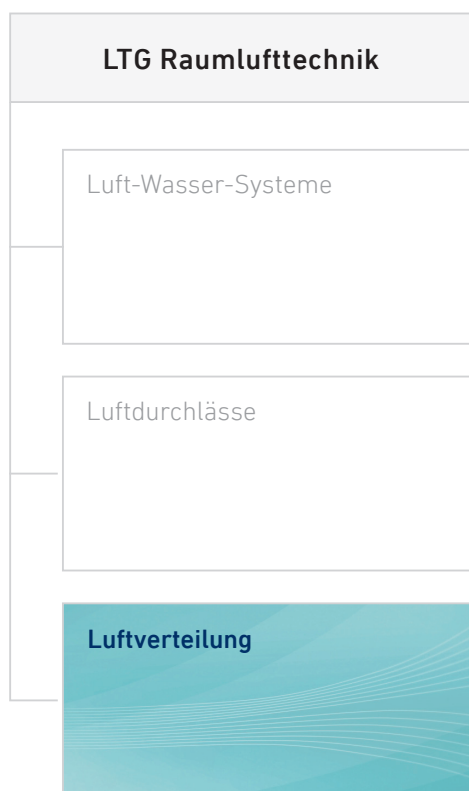 LTG Raumlufttechnik
Luft-Wasser-Systeme
Luftdurchlässe
Luftverteilung